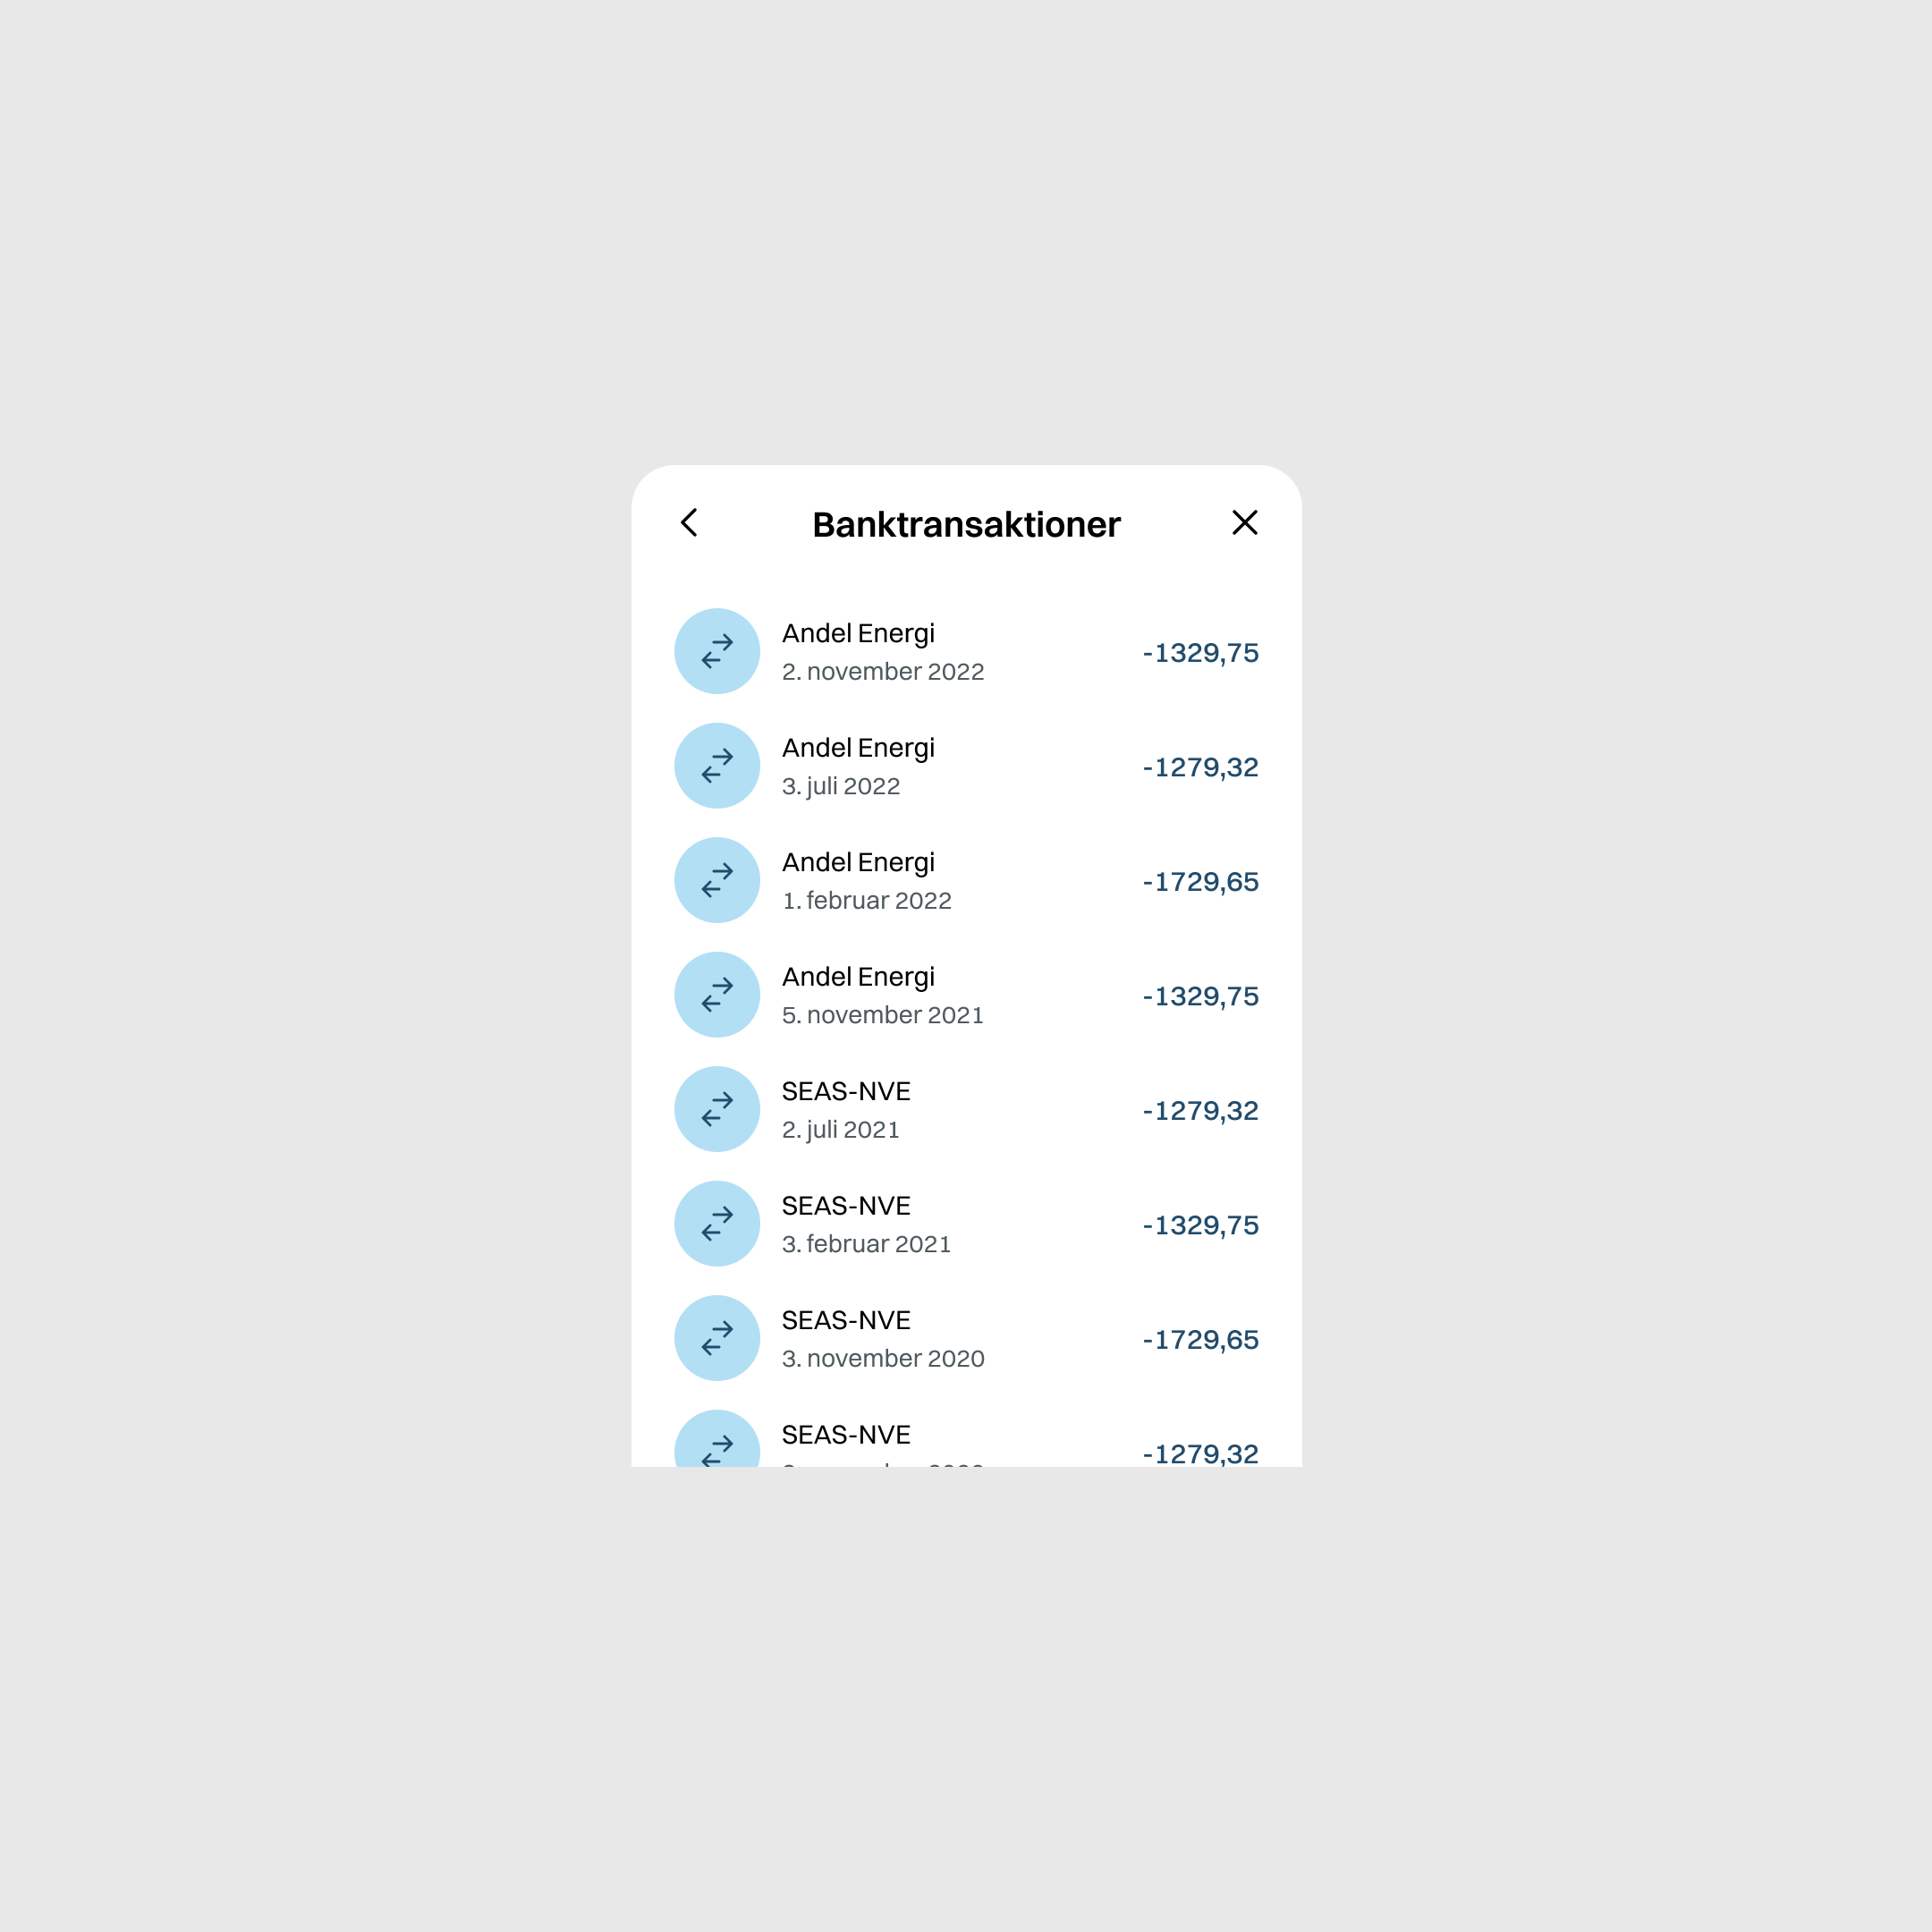 Banktransaktioner
Andel Energi
2. november 2022
-1329,75
Andel Energi
3. juli 2022
-1279,32
Andel Energi
1. februar 2022
-1729,65
Andel Energi
5. november 2021
-1329,75
SEAS-NVE
2. juli 2021
-1279,32
SEAS-NVE
3. februar 2021
-1329,75
SEAS-NVE
3. november 2020
-1729,65
SEAS-NVE
-1279,32